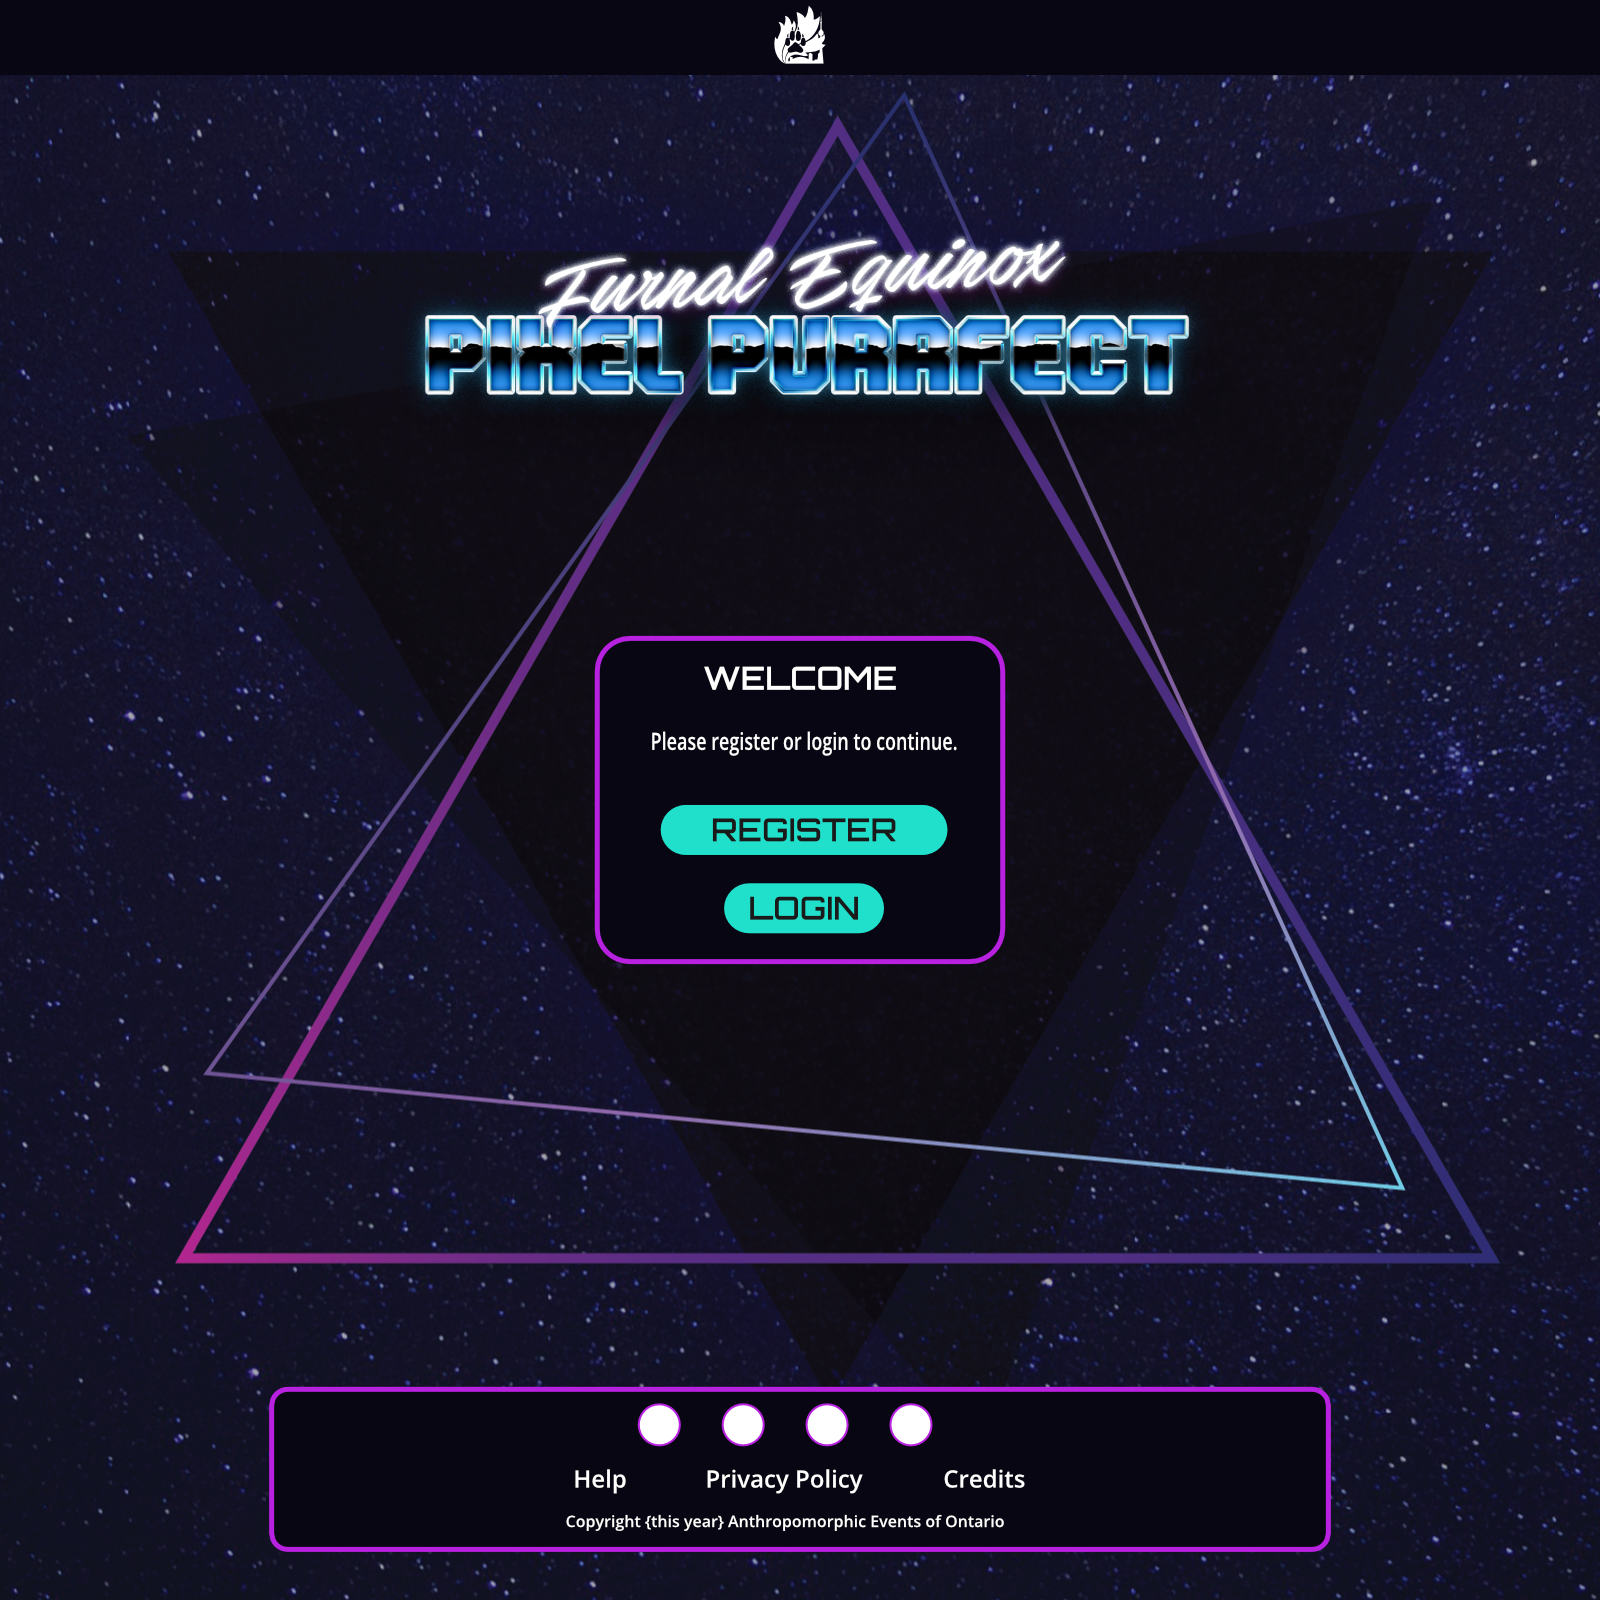 Furnal Equinox
PIXEL PURRFECT
WELCOME
Please register or login to continue.
REGISTER
LOGIN
Help Privacy Policy Credits
Copyright {this year} Anthropomorphic Events of Ontario